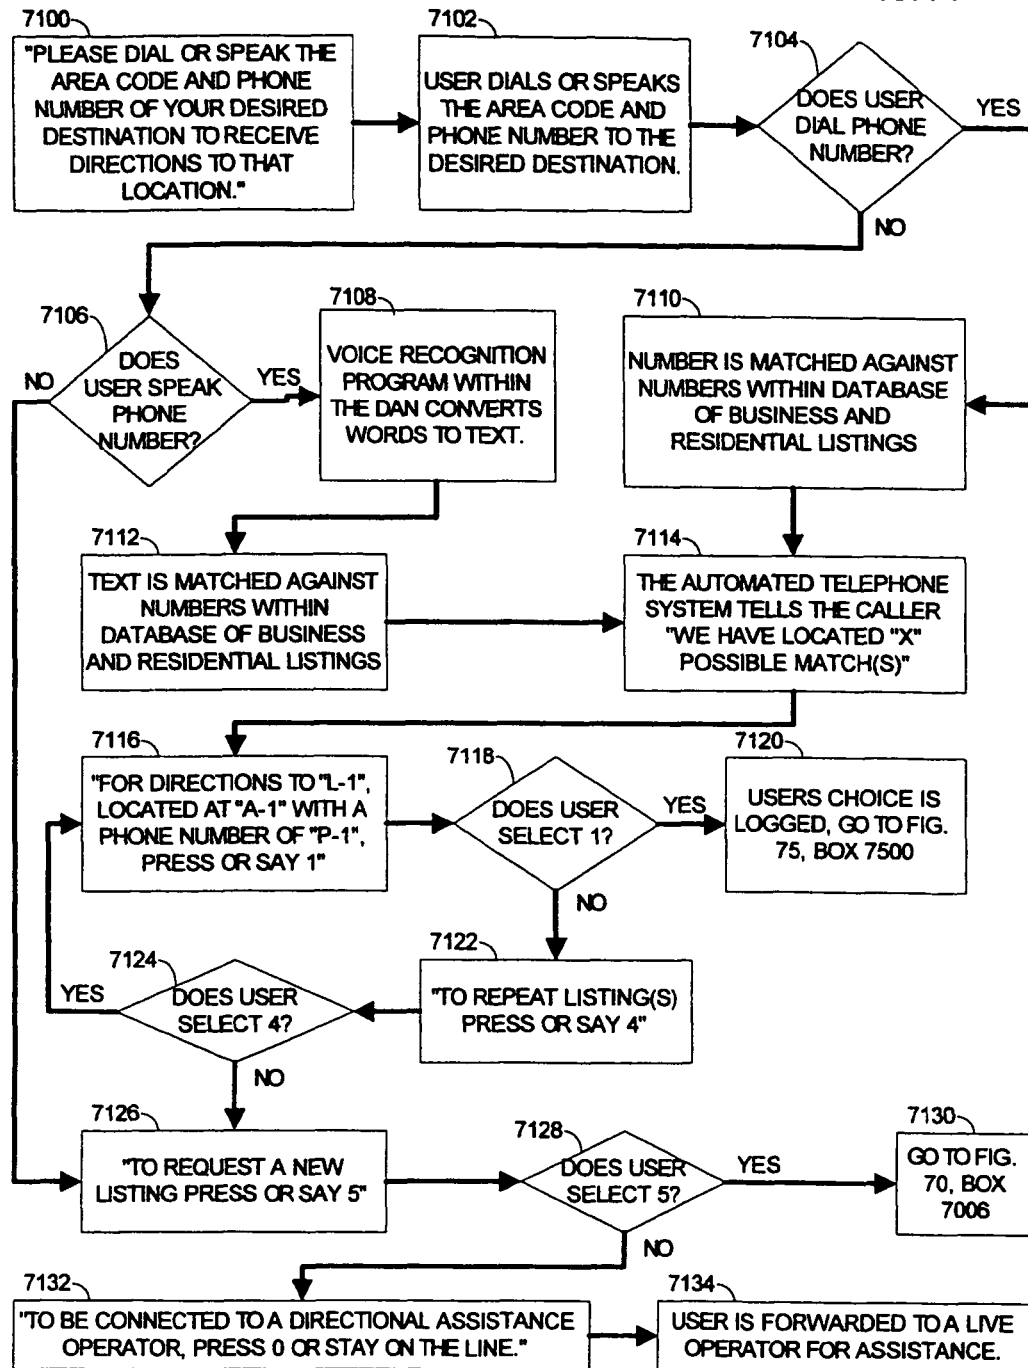 7100
"PLEASE DIAL OR SPEAK THE
AREA CODE AND PHONE
NUMBER OF YOUR DESIRED
DESTINATION TO RECEIVE
DIRECTIONS TO THAT
LOCATION."
7102
USER DIALS OR SPEAKS
THE AREA CODE AND
PHONE NUMBER TO THE
DESIRED DESTINATION.
7104
DOES USER
DIAL PHONE
NUMBER?
YES
NO
7106
DOES
USER SPEAK
PHONE
NUMBER?
NO
YES
7108
VOICE RECOGNITION
PROGRAM WITHIN
THE DAN CONVERTS
WORDS TO TEXT.
7110
NUMBER IS MATCHED AGAINST
NUMBERS WITHIN DATABASE
OF BUSINESS AND
RESIDENTIAL LISTINGS
7112
TEXT IS MATCHED AGAINST
NUMBERS WITHIN
DATABASE OF BUSINESS
AND RESIDENTIAL LISTINGS
7114
THE AUTOMATED TELEPHONE
SYSTEM TELLS THE CALLER
"WE HAVE LOCATED "X"
POSSIBLE MATCH(S)"
7116
"FOR DIRECTIONS TO "L-1",
LOCATED AT "A-1" WITH A
PHONE NUMBER OF "P-1",
PRESS OR SAY 1"
7118
DOES USER
SELECT 1?
YES
NO
7120
USERS CHOICE IS
LOGGED, GO TO FIG.
75, BOX 7500
7122
"TO REPEAT LISTING(S)
PRESS OR SAY 4"
7124
DOES USER
SELECT 4?
YES
NO
7126
"TO REQUEST A NEW
LISTING PRESS OR SAY 5"
7128
DOES USER
SELECT 5?
YES
NO
7130
GO TO FIG.
70, BOX
7006
7132
"TO BE CONNECTED TO A DIRECTIONAL ASSISTANCE
OPERATOR, PRESS 0 OR STAY ON THE LINE."
7134
USER IS FORWARDED TO A LIVE
OPERATOR FOR ASSISTANCE.